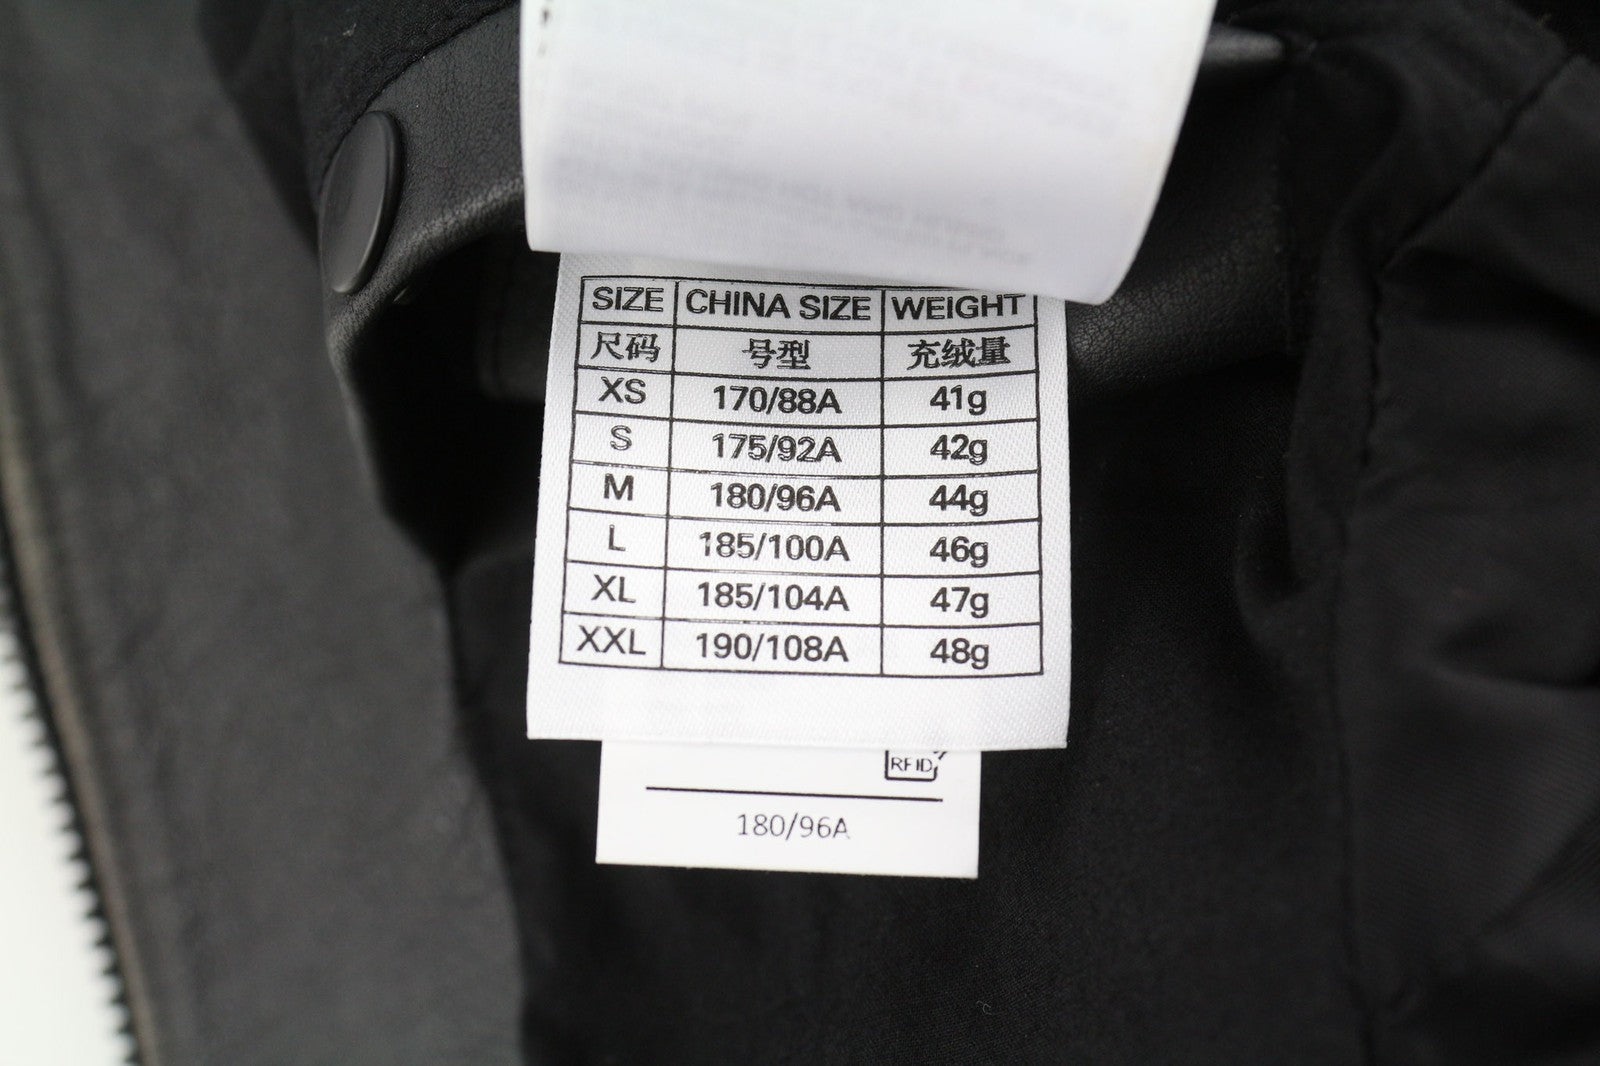 SIZE CHINA SIZE WEIGHT
尺码 号型 充绒量
XS 170/88A 41g
S 175/92A 42g
M 180/96A 44g
L 185/100A 46g
XL 185/104A 47g
XXL 190/108A 48g
RFID
180/96A